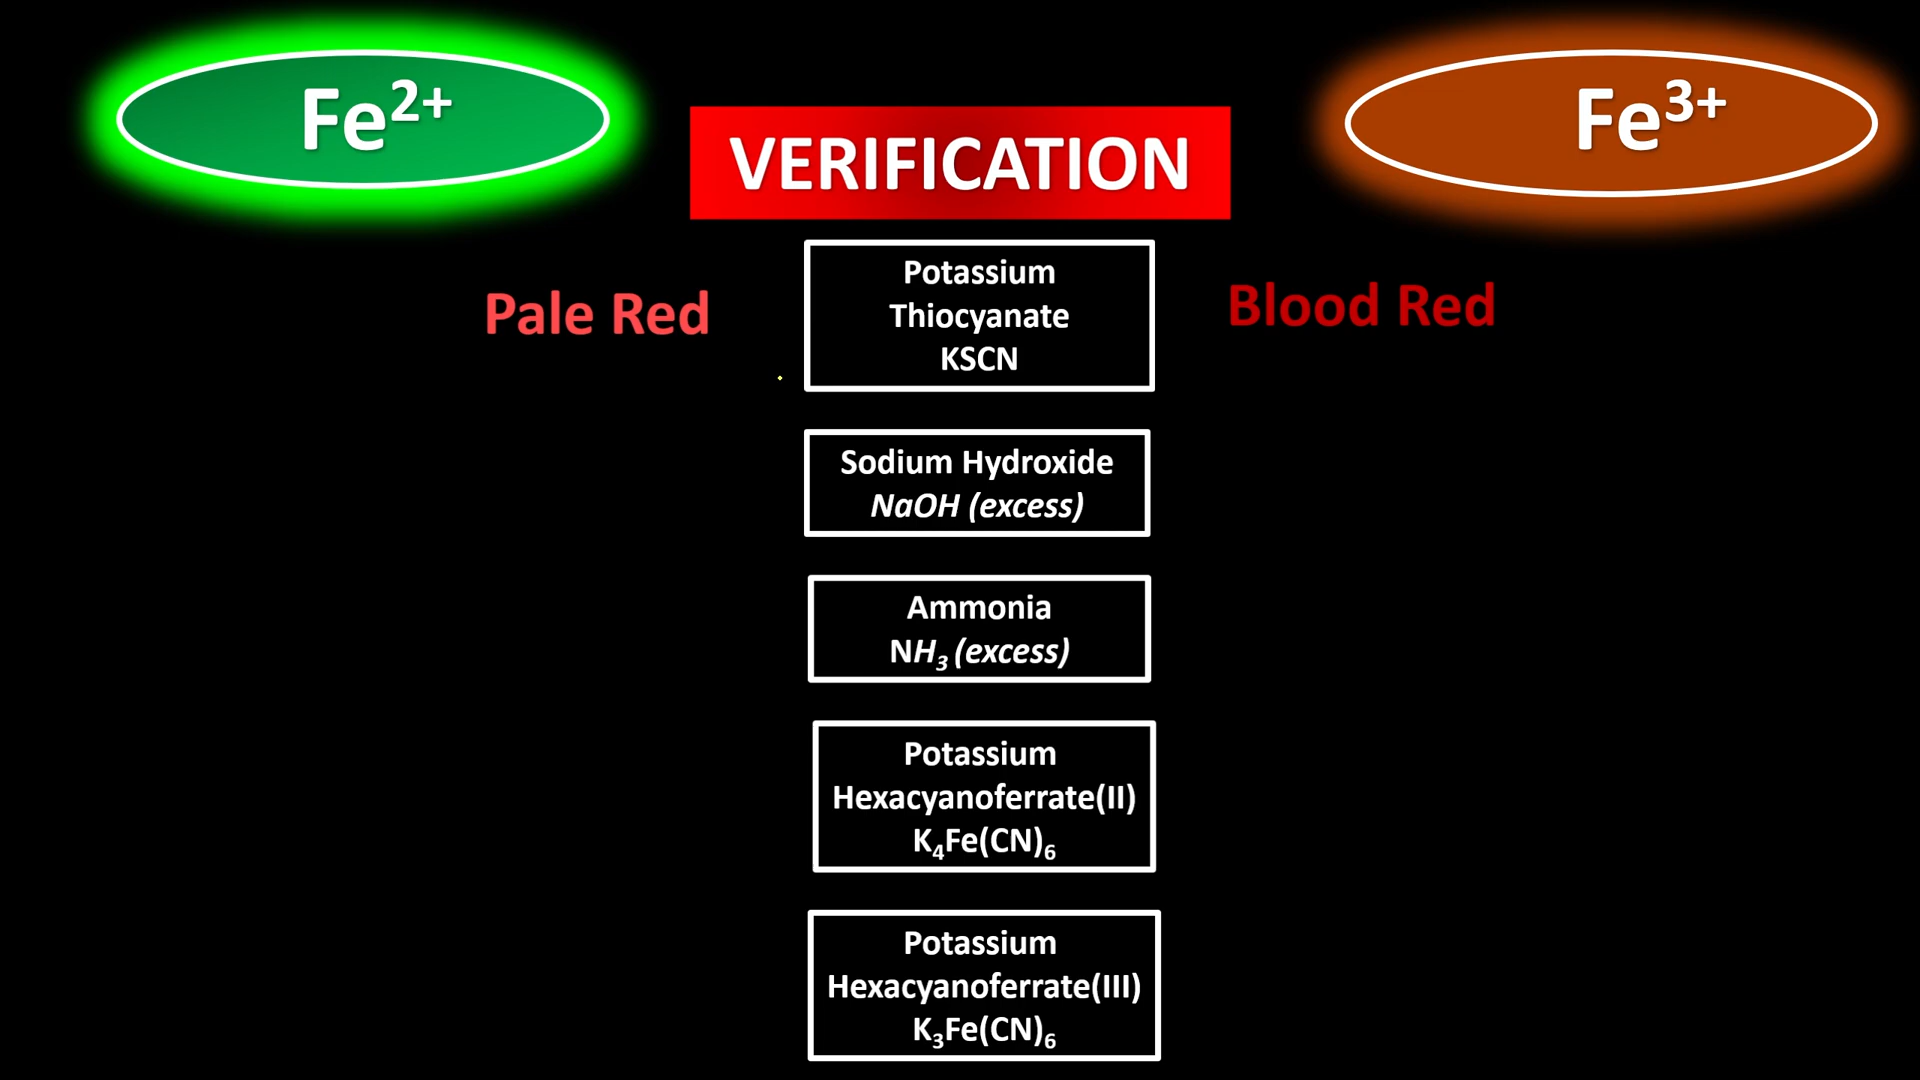 Fe²⁺
VERIFICATION
Fe³⁺
Pale Red
Potassium
Thiocyanate
KSCN
Blood Red
Sodium Hydroxide
NaOH (excess)
Ammonia
NH₃ (excess)
Potassium
Hexacyanoferrate(II)
K₄Fe(CN)₆
Potassium
Hexacyanoferrate(III)
K₃Fe(CN)₆